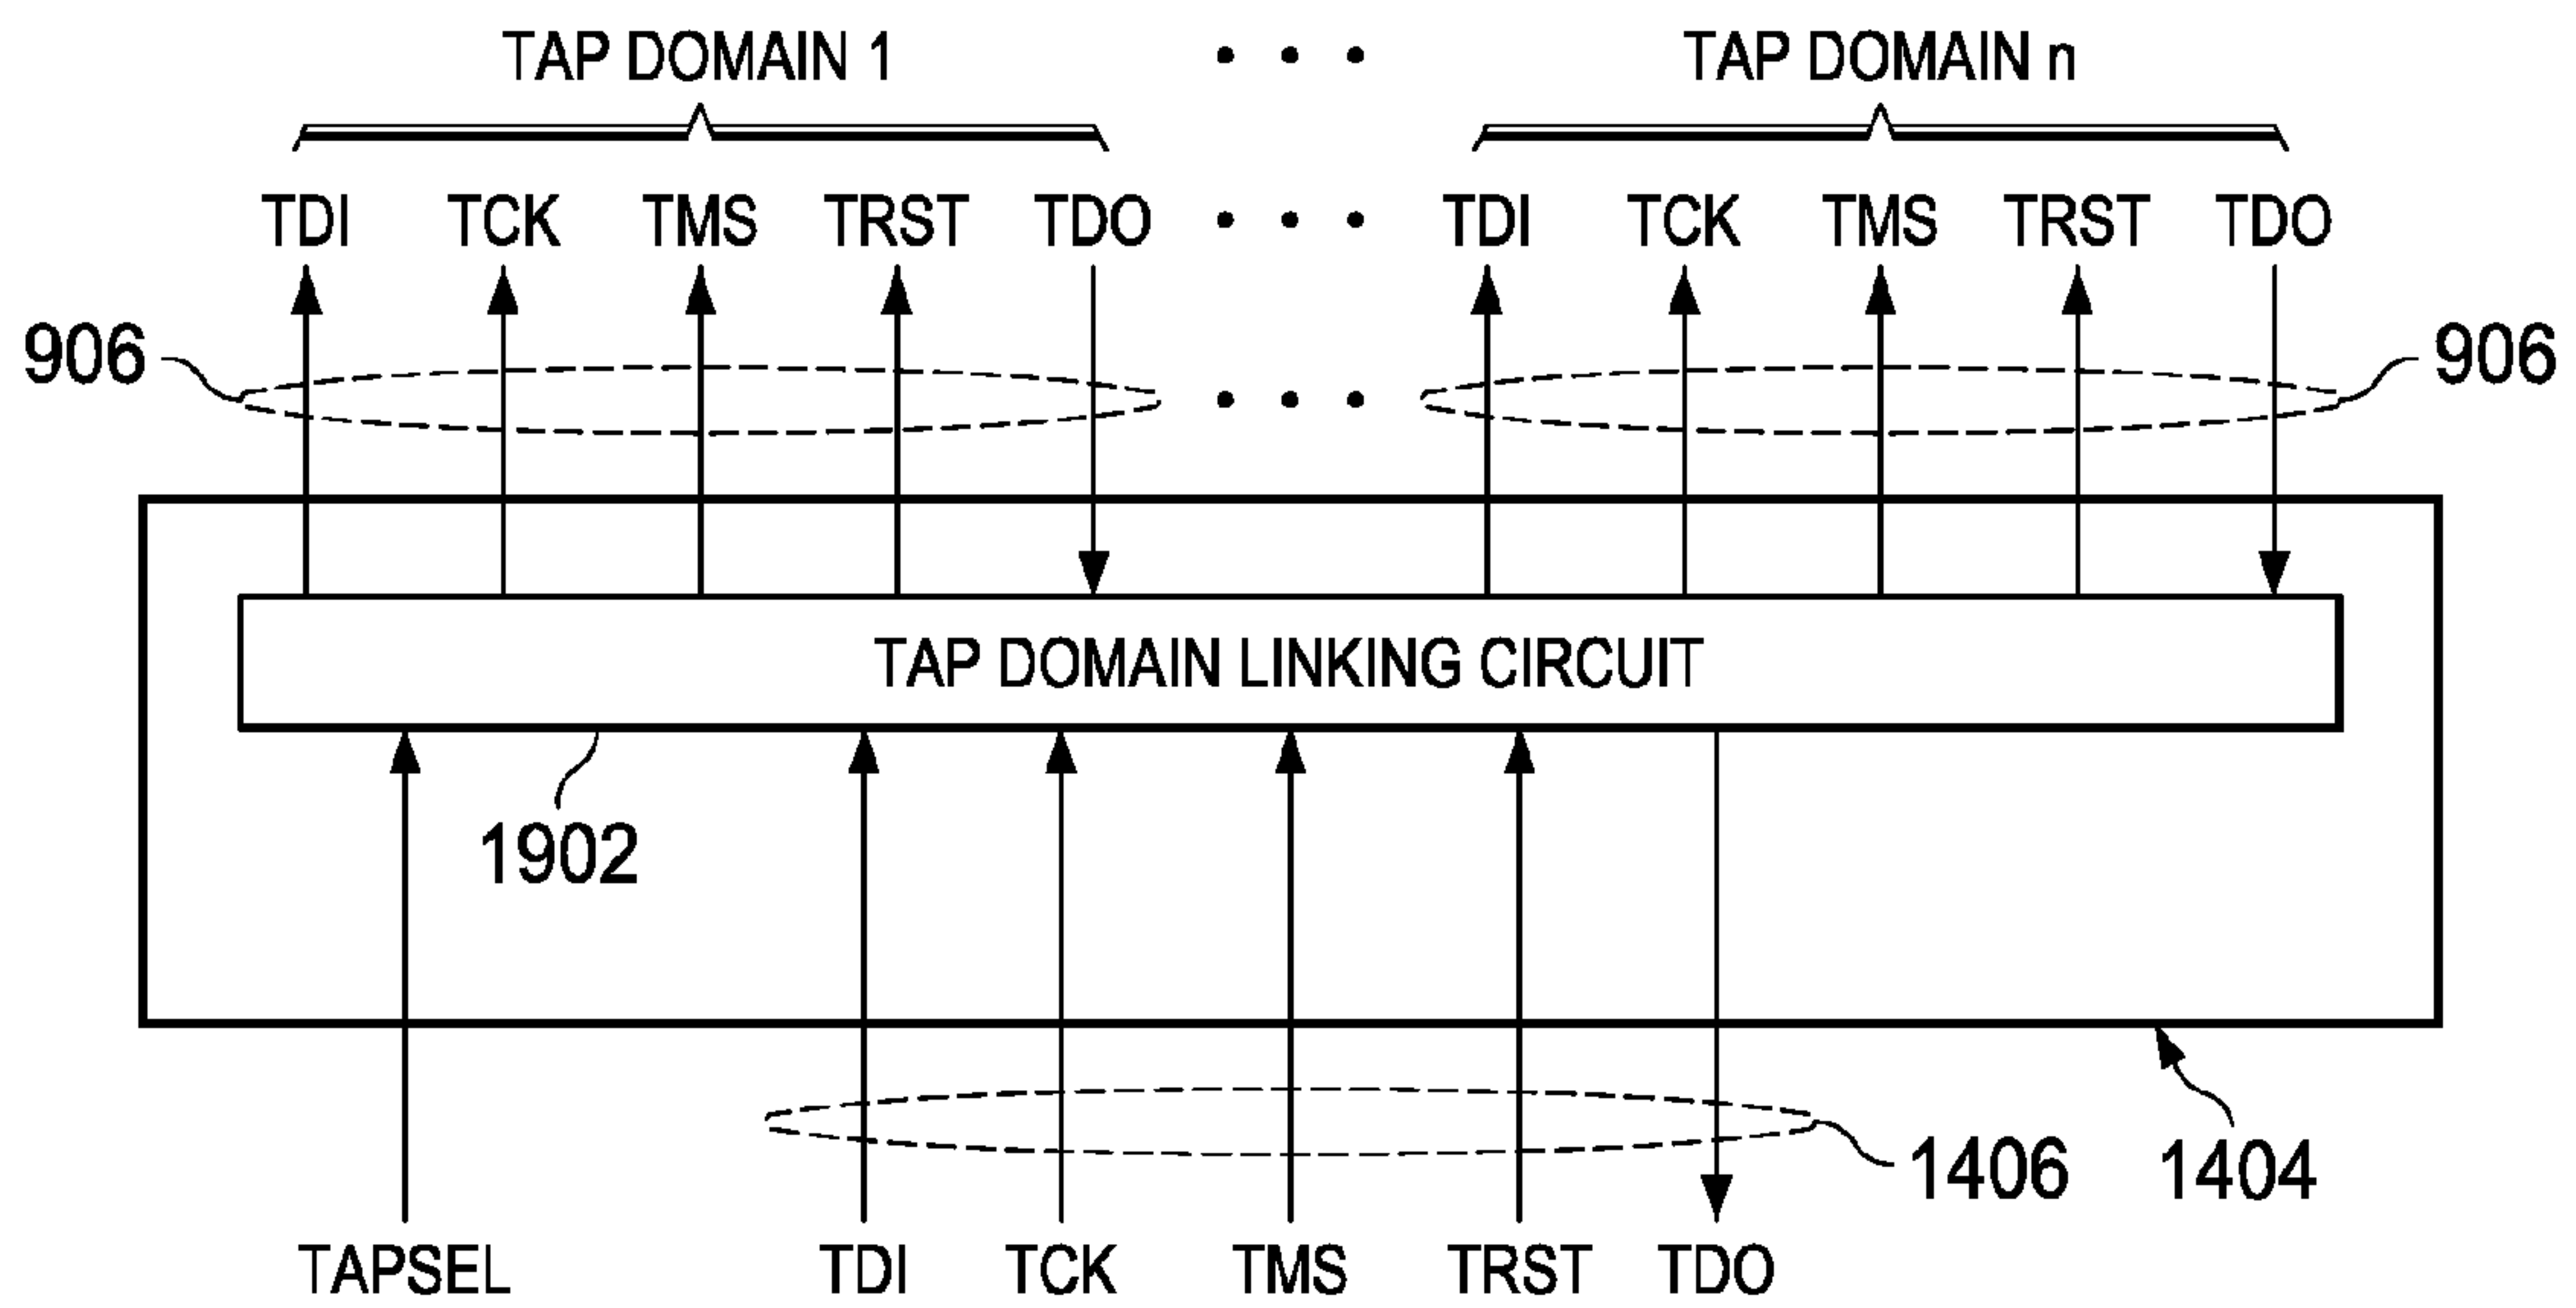 TAP DOMAIN 1 • • • TAP DOMAIN n
TDI TCK TMS TRST TDO • • • TDI TCK TMS TRST TDO
906 • • • 906
TAP DOMAIN LINKING CIRCUIT
1902
1406 1404
TAPSEL TDI TCK TMS TRST TDO